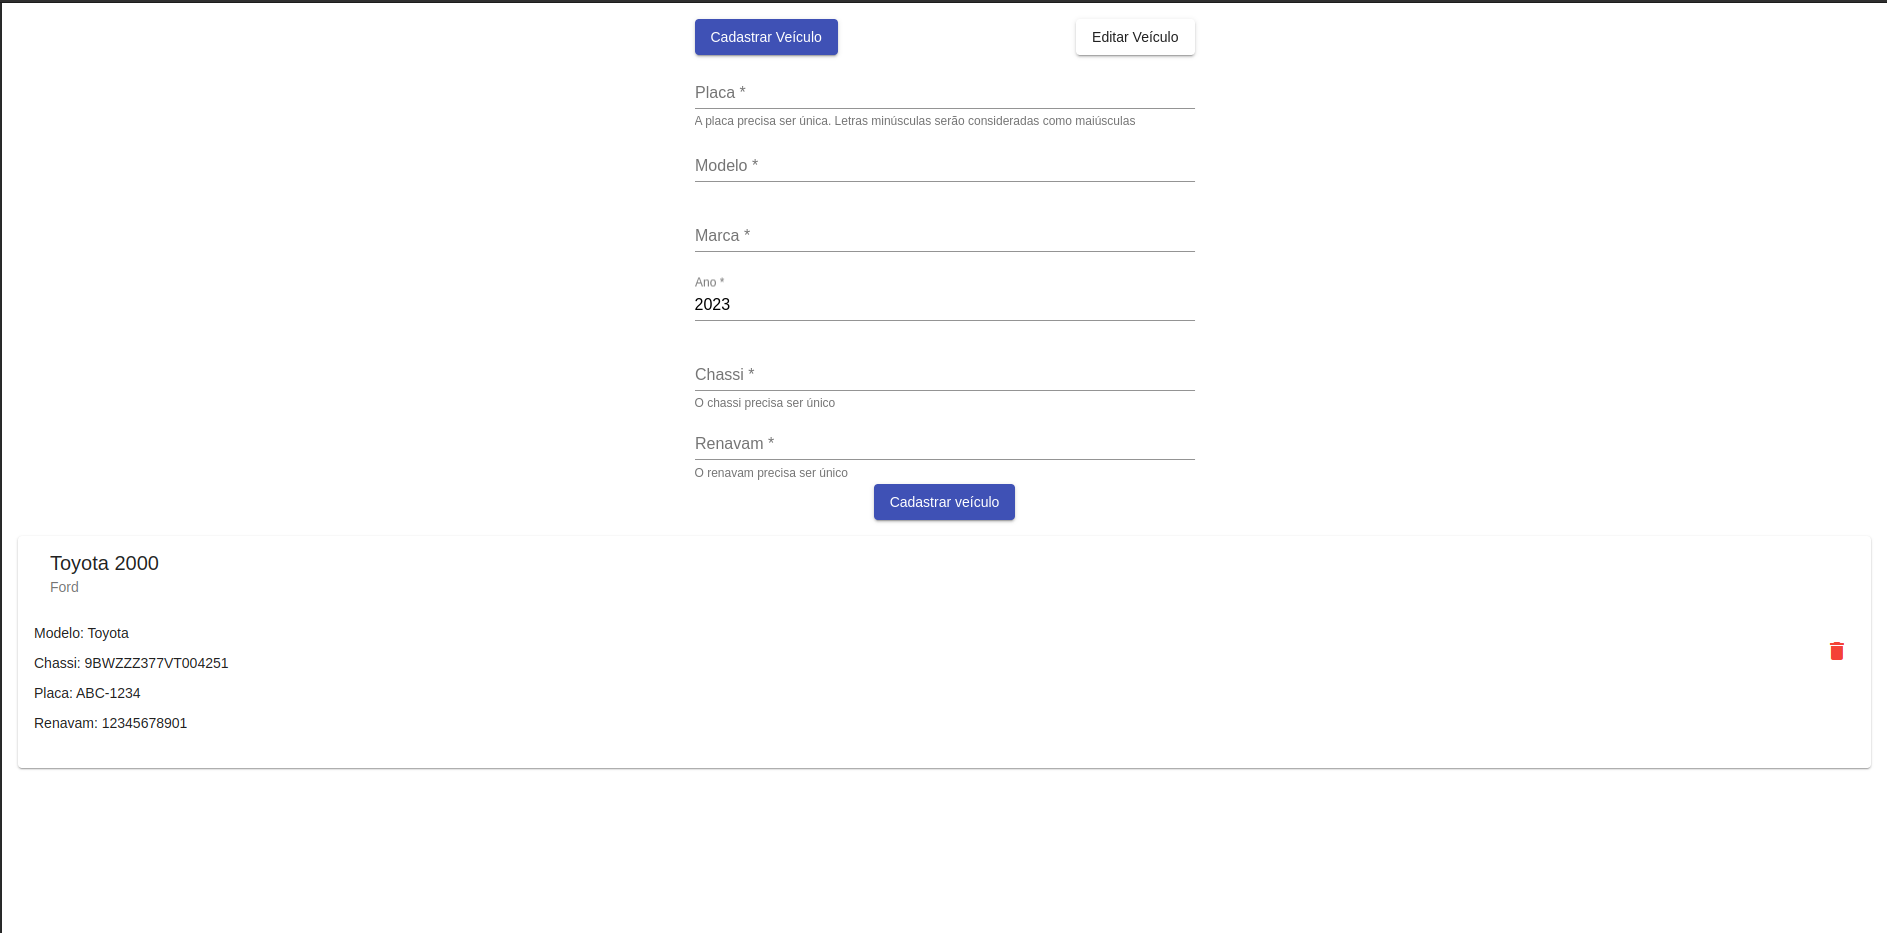 Cadastrar Veículo
Editar Veículo
Placa *
A placa precisa ser única. Letras minúsculas serão consideradas como maiúsculas
Modelo *
Marca *
Ano *
2023
Chassi *
O chassi precisa ser único
Renavam *
O renavam precisa ser único
Cadastrar veículo
Toyota 2000
Ford
Modelo: Toyota
Chassi: 9BWZZZ377VT004251
Placa: ABC-1234
Renavam: 12345678901